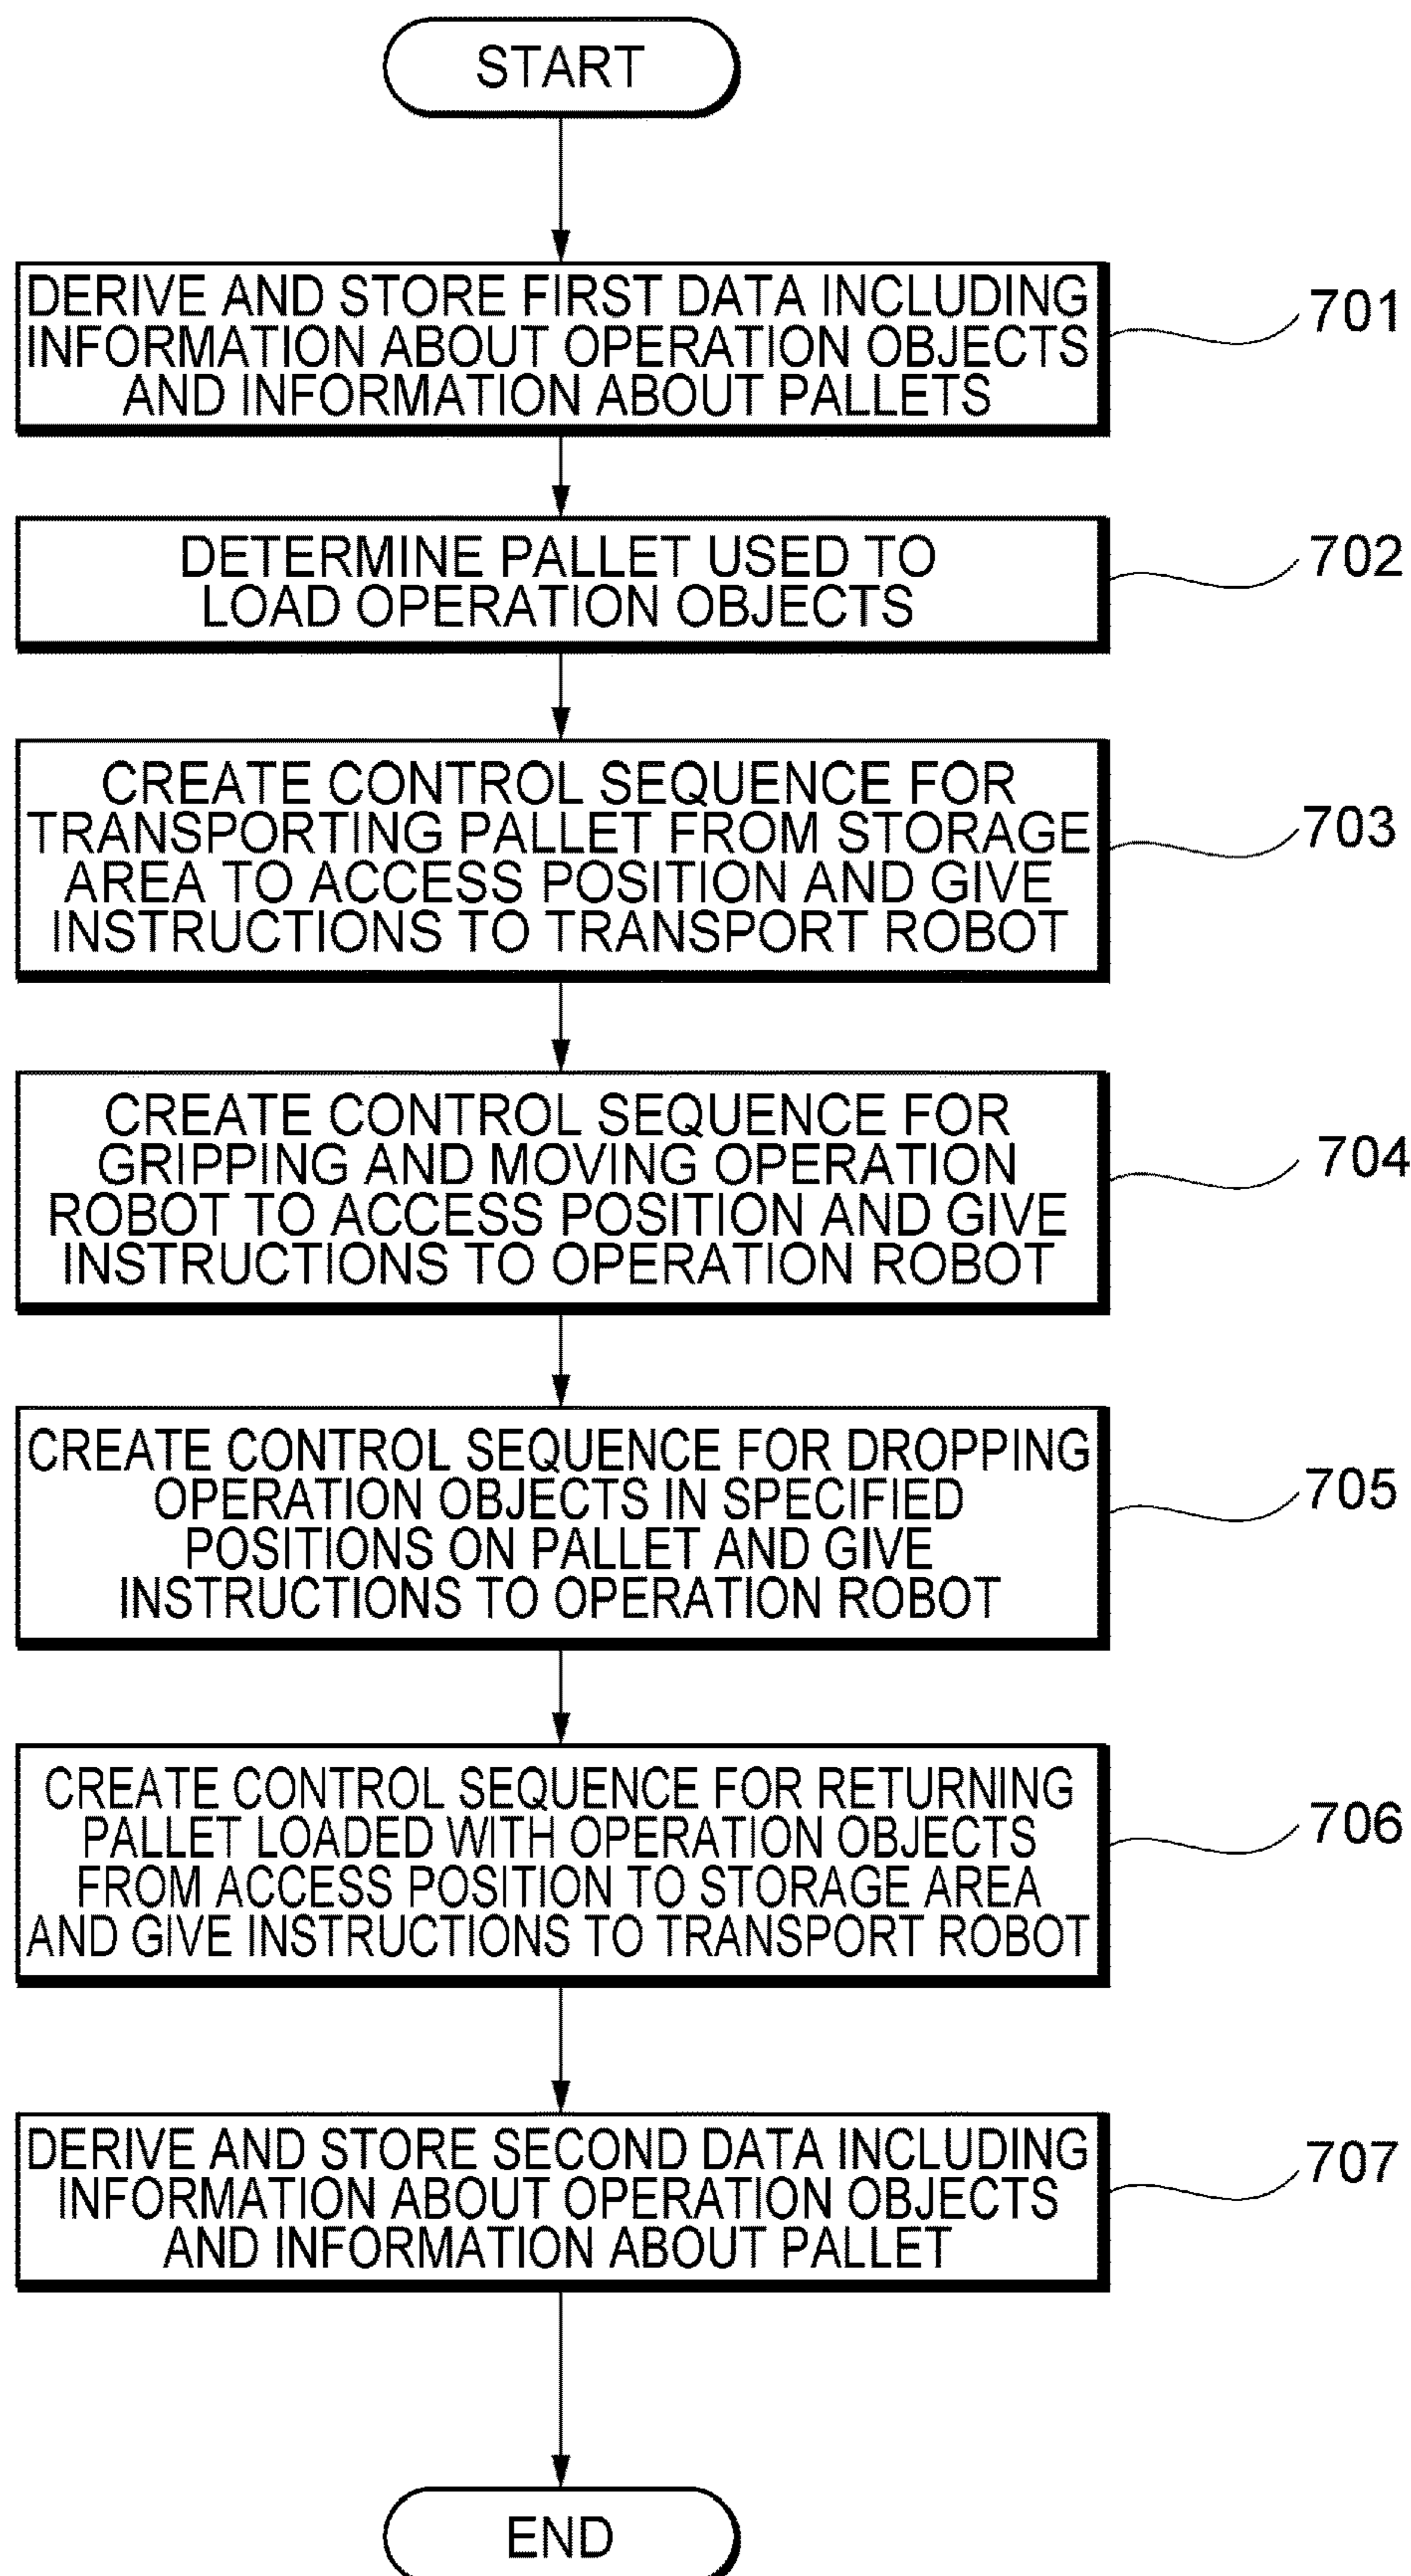 START
DERIVE AND STORE FIRST DATA INCLUDING
INFORMATION ABOUT OPERATION OBJECTS
AND INFORMATION ABOUT PALLETS
701
DETERMINE PALLET USED TO
LOAD OPERATION OBJECTS
702
CREATE CONTROL SEQUENCE FOR
TRANSPORTING PALLET FROM STORAGE
AREA TO ACCESS POSITION AND GIVE
INSTRUCTIONS TO TRANSPORT ROBOT
703
CREATE CONTROL SEQUENCE FOR
GRIPPING AND MOVING OPERATION
ROBOT TO ACCESS POSITION AND GIVE
INSTRUCTIONS TO OPERATION ROBOT
704
CREATE CONTROL SEQUENCE FOR DROPPING
OPERATION OBJECTS IN SPECIFIED
POSITIONS ON PALLET AND GIVE
INSTRUCTIONS TO OPERATION ROBOT
705
CREATE CONTROL SEQUENCE FOR RETURNING
PALLET LOADED WITH OPERATION OBJECTS
FROM ACCESS POSITION TO STORAGE AREA
AND GIVE INSTRUCTIONS TO TRANSPORT ROBOT
706
DERIVE AND STORE SECOND DATA INCLUDING
INFORMATION ABOUT OPERATION OBJECTS
AND INFORMATION ABOUT PALLET
707
END